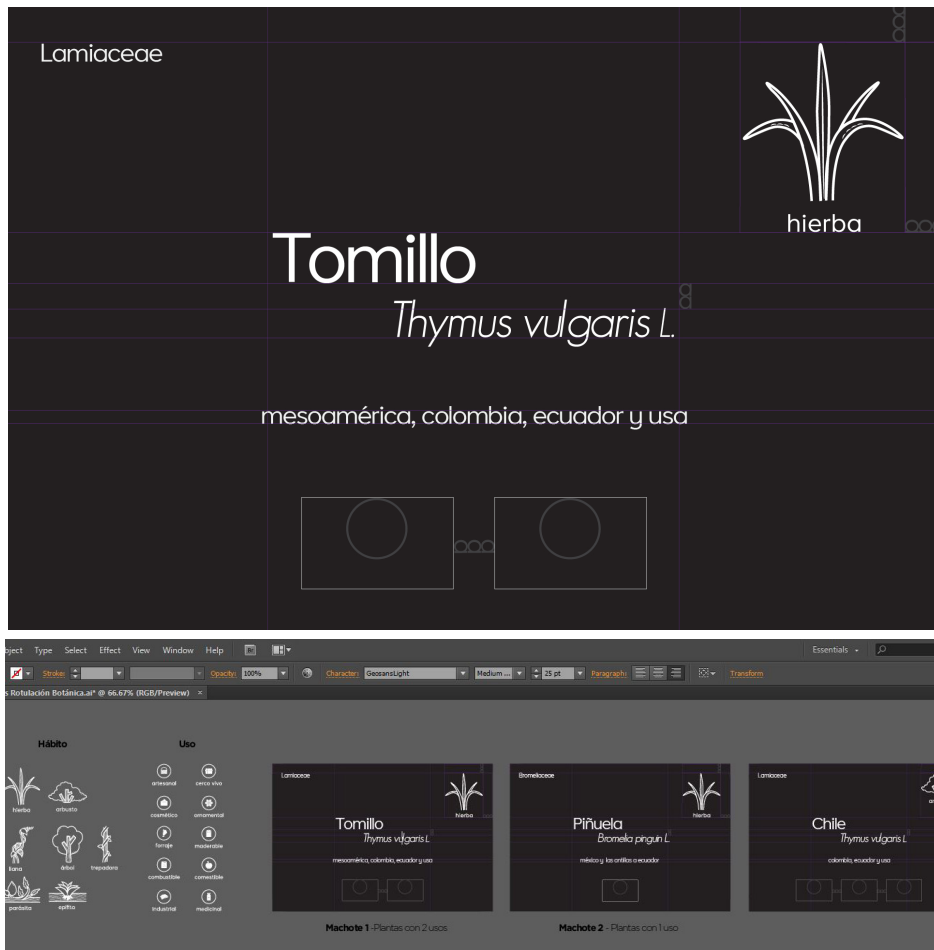 Lamiaceae
hierba
Tomillo
Thymus vulgaris L.
mesoamérica, colombia, ecuador y usa
bject Type Select Effect View Window Help Br Essentials
Stroke: Opacity: 100% Character: GeosansLight Medium ... 25 pt Paragraph: Transform
s Rotulación Botánica.ai* @ 66.67% (RGB/Preview) ×
Hábito
hierba
arbusto
liana
árbol
trepadora
parásita
epífita
Uso
artesanal
cerco vivo
cosmético
ornamental
forraje
maderable
combustible
comestible
industrial
medicinal
Lamiaceae
hierba
Tomillo
Thymus vulgaris L.
mesoamérica, colombia, ecuador y usa
Machote 1 -Plantas con 2 usos
Bromeliaceae
hierba
Piñuela
Bromelia pinguin L.
méxico y las antillas a ecuador
Machote 2 - Plantas con 1 uso
Lamiaceae
Chile
Thymus vulgaris L.
colombia, ecuador y usa